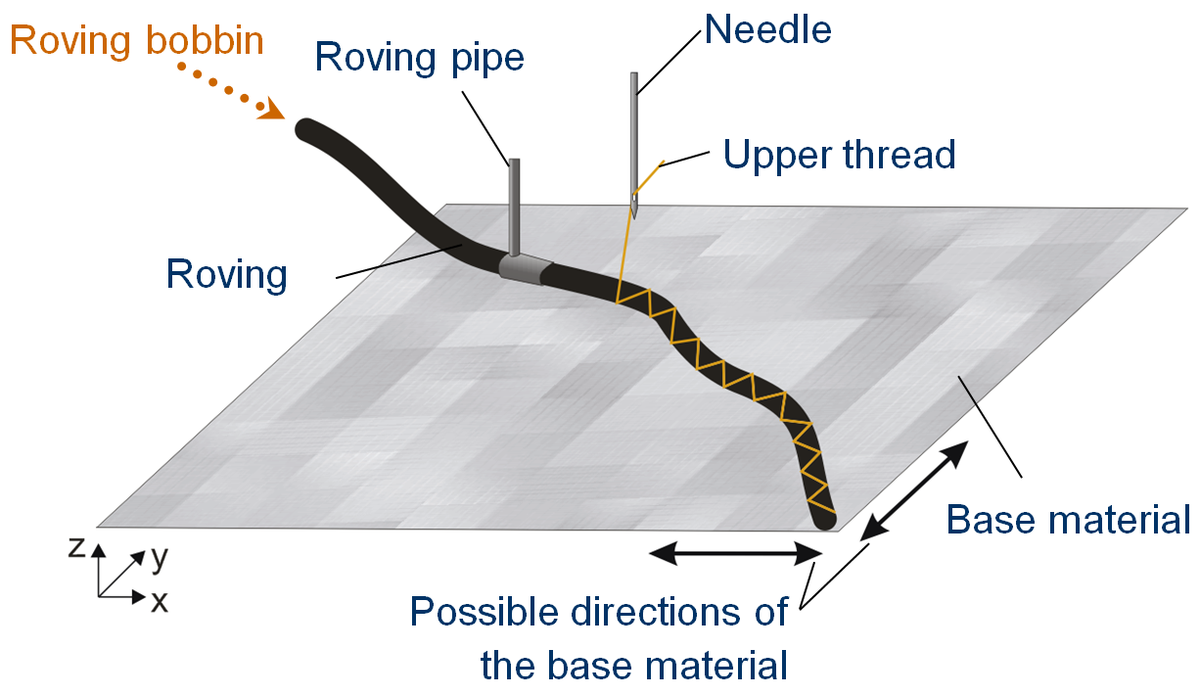 Roving bobbin
Roving pipe
Needle
Upper thread
Roving
Base material
z
y
x
Possible directions of
the base material